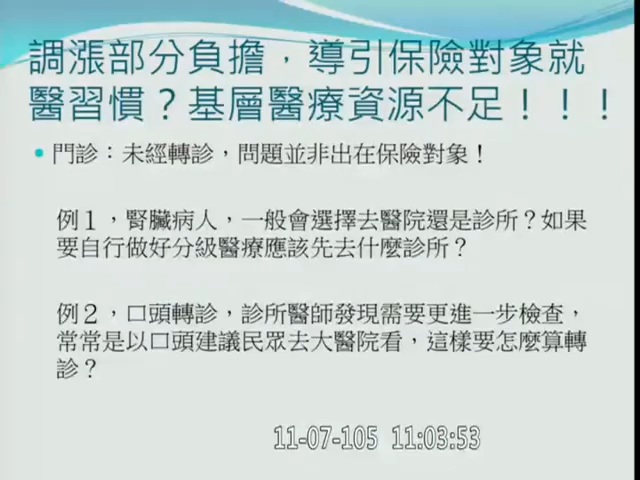 調漲部分負擔，導引保險對象就
醫習慣？基層醫療資源不足！！！
• 門診：未經轉診，問題並非出在保險對象！
例１，腎臟病人，一般會選擇去醫院還是診所？如果
要自行做好分級醫療應該先去什麼診所？
例２，口頭轉診，診所醫師發現需要更進一步檢查，
常常是以口頭建議民眾去大醫院看，這樣要怎麼算轉
診？
11-07-105 11:03:53